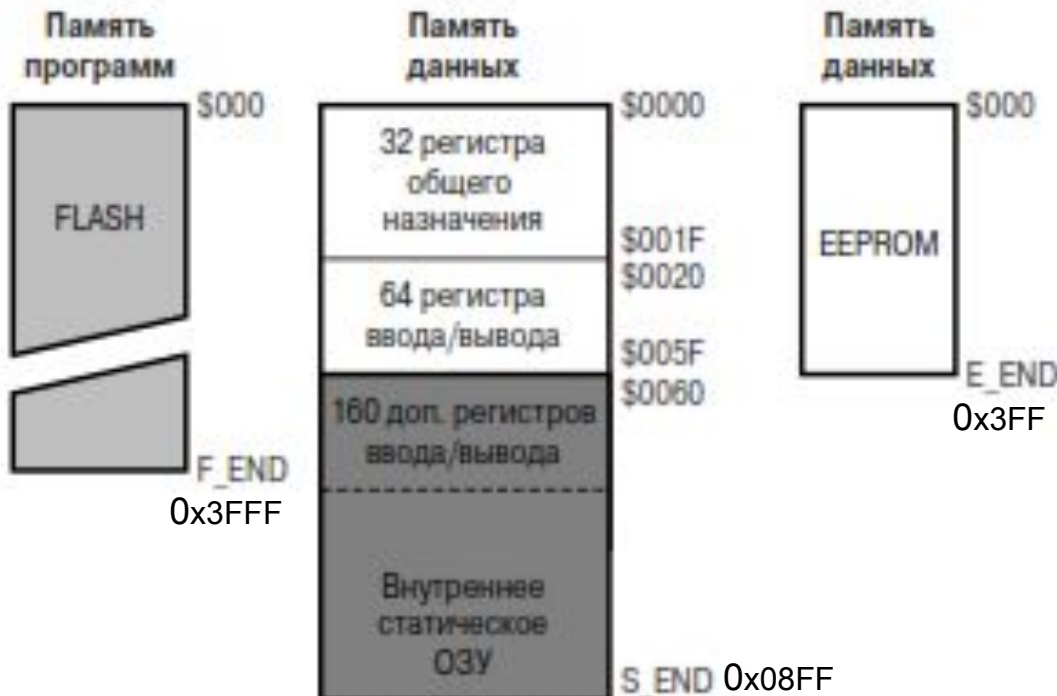 Память
программ
$000
FLASH
F_END
0x3FFF
Память
данных
$0000
32 регистра
общего
назначения
$001F
$0020
64 регистра
ввода/вывода
$005F
$0060
160 доп. регистров
ввода/вывода
Внутреннее
статическое
ОЗУ
S_END 0x08FF
Память
данных
$000
EEPROM
E_END
0x3FF